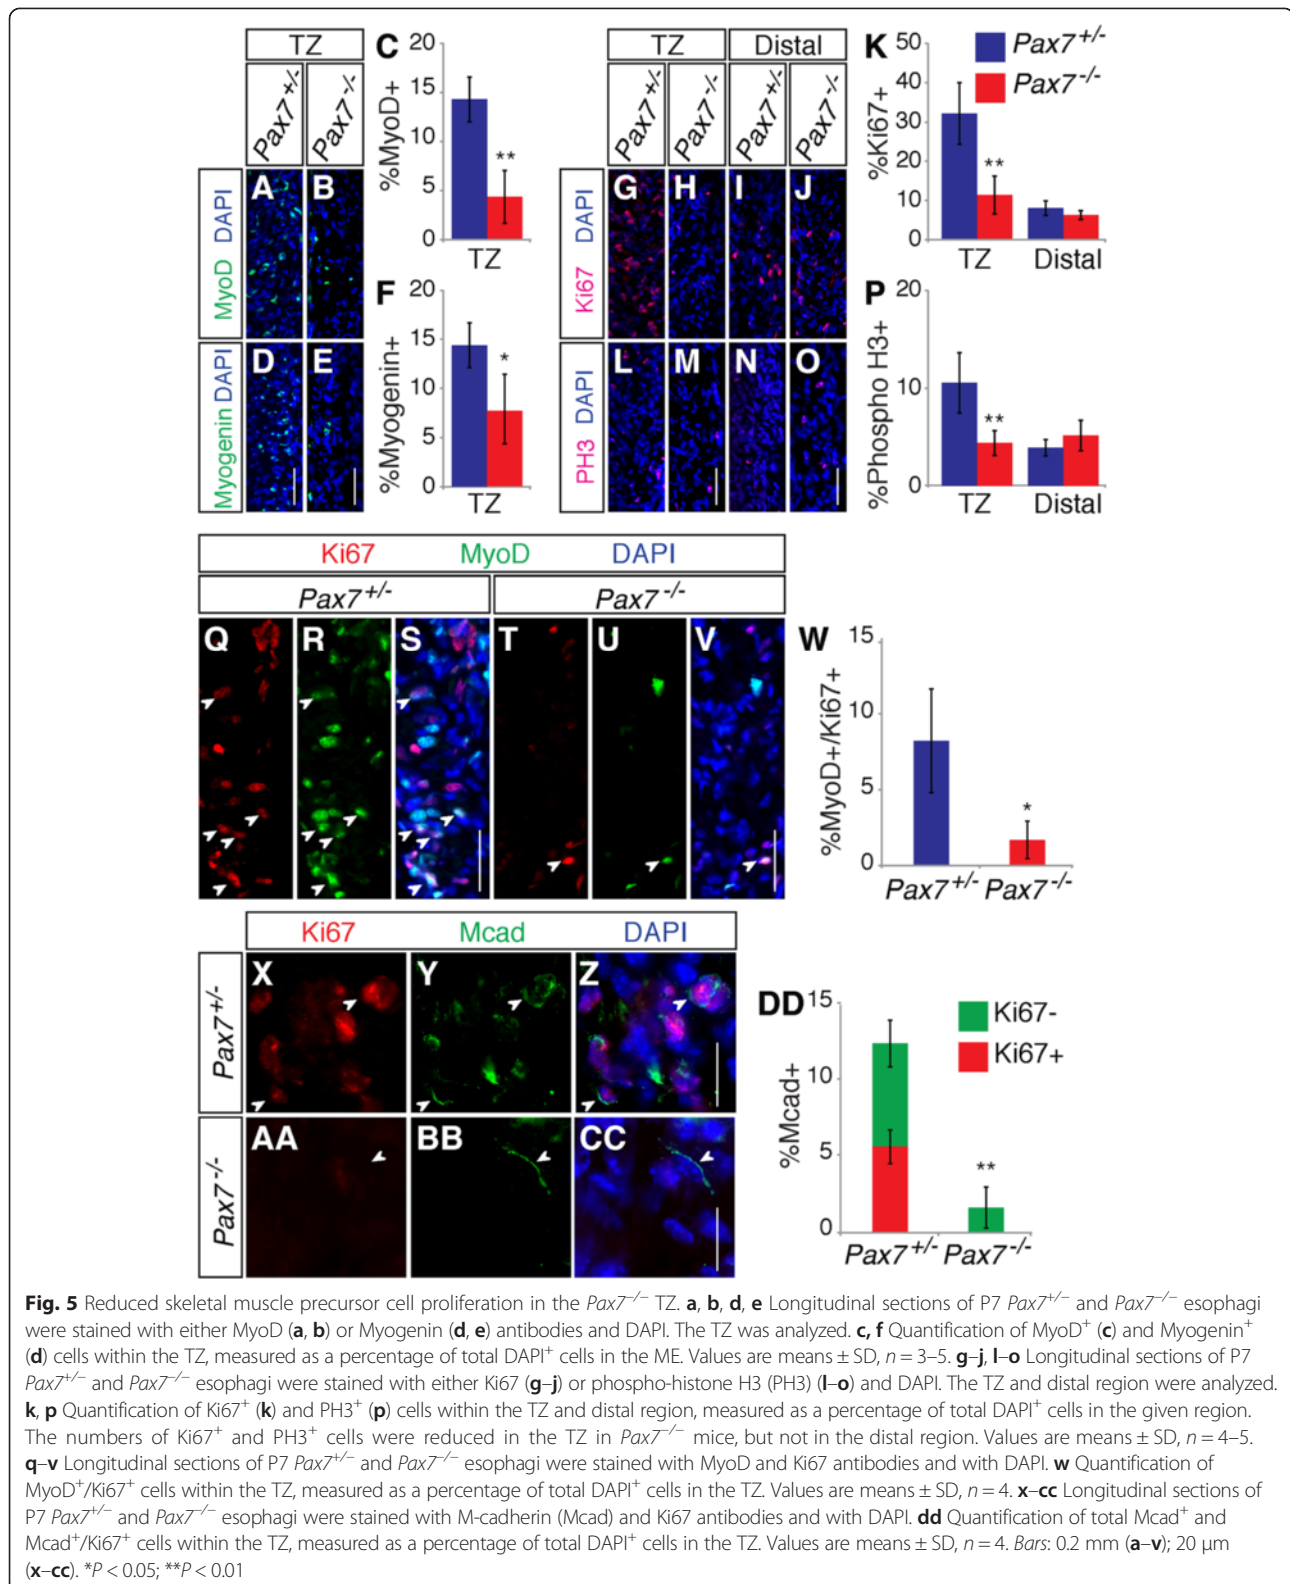 TZ
Pax7+/-
Pax7-/-
MyoD DAPI
A
B
Myogenin DAPI
D
E
C
%MyoD+
20
15
10
5
0
**
TZ
F
%Myogenin+
20
15
10
5
0
*
TZ
TZ
Distal
Pax7+/-
Pax7-/-
Pax7+/-
Pax7-/-
Ki67 DAPI
G
H
I
J
PH3 DAPI
L
M
N
O
K
%Ki67+
50
40
30
20
10
0
Pax7+/-
Pax7-/-
**
TZ
Distal
P
%Phospho H3+
20
10
0
**
TZ
Distal
Ki67 MyoD DAPI
Pax7+/-
Pax7-/-
Q
R
S
T
U
V
W
%MyoD+/Ki67+
15
10
5
0
*
Pax7+/- Pax7-/-
Ki67 Mcad DAPI
Pax7+/-
X
Y
Z
Pax7-/-
AA
BB
CC
DD
%Mcad+
15
10
5
0
Ki67-
Ki67+
**
Pax7+/- Pax7-/-
Fig. 5 Reduced skeletal muscle precursor cell proliferation in the Pax7−/− TZ. a, b, d, e Longitudinal sections of P7 Pax7+/− and Pax7−/− esophagi
were stained with either MyoD (a, b) or Myogenin (d, e) antibodies and DAPI. The TZ was analyzed. c, f Quantification of MyoD+ (c) and Myogenin+
(d) cells within the TZ, measured as a percentage of total DAPI+ cells in the ME. Values are means ± SD, n = 3–5. g–j, l–o Longitudinal sections of P7
Pax7+/− and Pax7−/− esophagi were stained with either Ki67 (g–j) or phospho-histone H3 (PH3) (l–o) and DAPI. The TZ and distal region were analyzed.
k, p Quantification of Ki67+ (k) and PH3+ (p) cells within the TZ and distal region, measured as a percentage of total DAPI+ cells in the given region.
The numbers of Ki67+ and PH3+ cells were reduced in the TZ in Pax7−/− mice, but not in the distal region. Values are means ± SD, n = 4–5.
q–v Longitudinal sections of P7 Pax7+/− and Pax7−/− esophagi were stained with MyoD and Ki67 antibodies and with DAPI. w Quantification of
MyoD+/Ki67+ cells within the TZ, measured as a percentage of total DAPI+ cells in the TZ. Values are means ± SD, n = 4. x–cc Longitudinal sections of
P7 Pax7+/− and Pax7−/− esophagi were stained with M-cadherin (Mcad) and Ki67 antibodies and with DAPI. dd Quantification of total Mcad+ and
Mcad+/Ki67+ cells within the TZ, measured as a percentage of total DAPI+ cells in the TZ. Values are means ± SD, n = 4. Bars: 0.2 mm (a–v); 20 μm
(x–cc). *P < 0.05; **P < 0.01